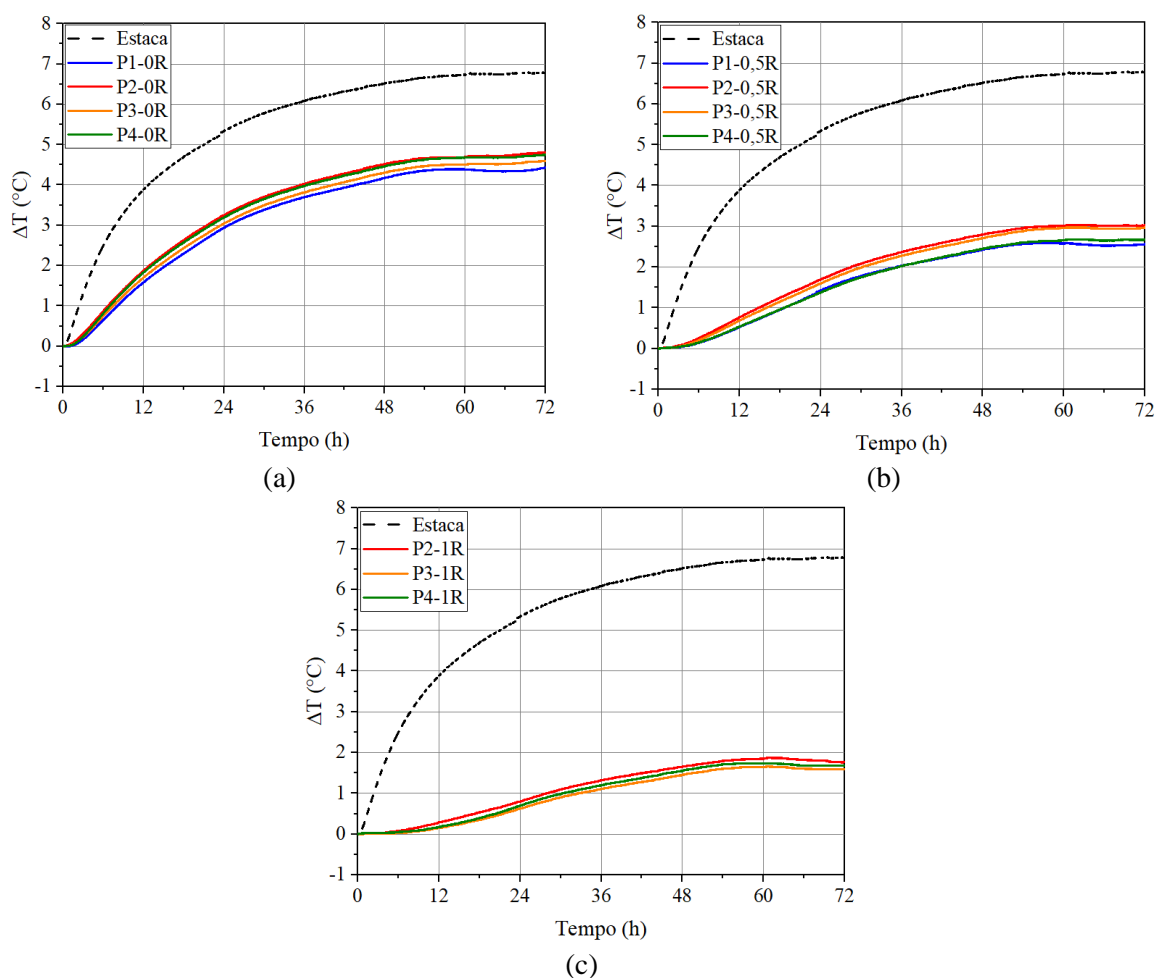 8
7
6
5
4
3
2
1
0
-1
ΔT (°C)
Estaca
P1-0R
P2-0R
P3-0R
P4-0R
0 12 24 36 48 60 72
Tempo (h)
(a)
8
7
6
5
4
3
2
1
0
-1
ΔT (°C)
Estaca
P1-0,5R
P2-0,5R
P3-0,5R
P4-0,5R
0 12 24 36 48 60 72
Tempo (h)
(b)
8
7
6
5
4
3
2
1
0
-1
ΔT (°C)
Estaca
P2-1R
P3-1R
P4-1R
0 12 24 36 48 60 72
Tempo (h)
(c)